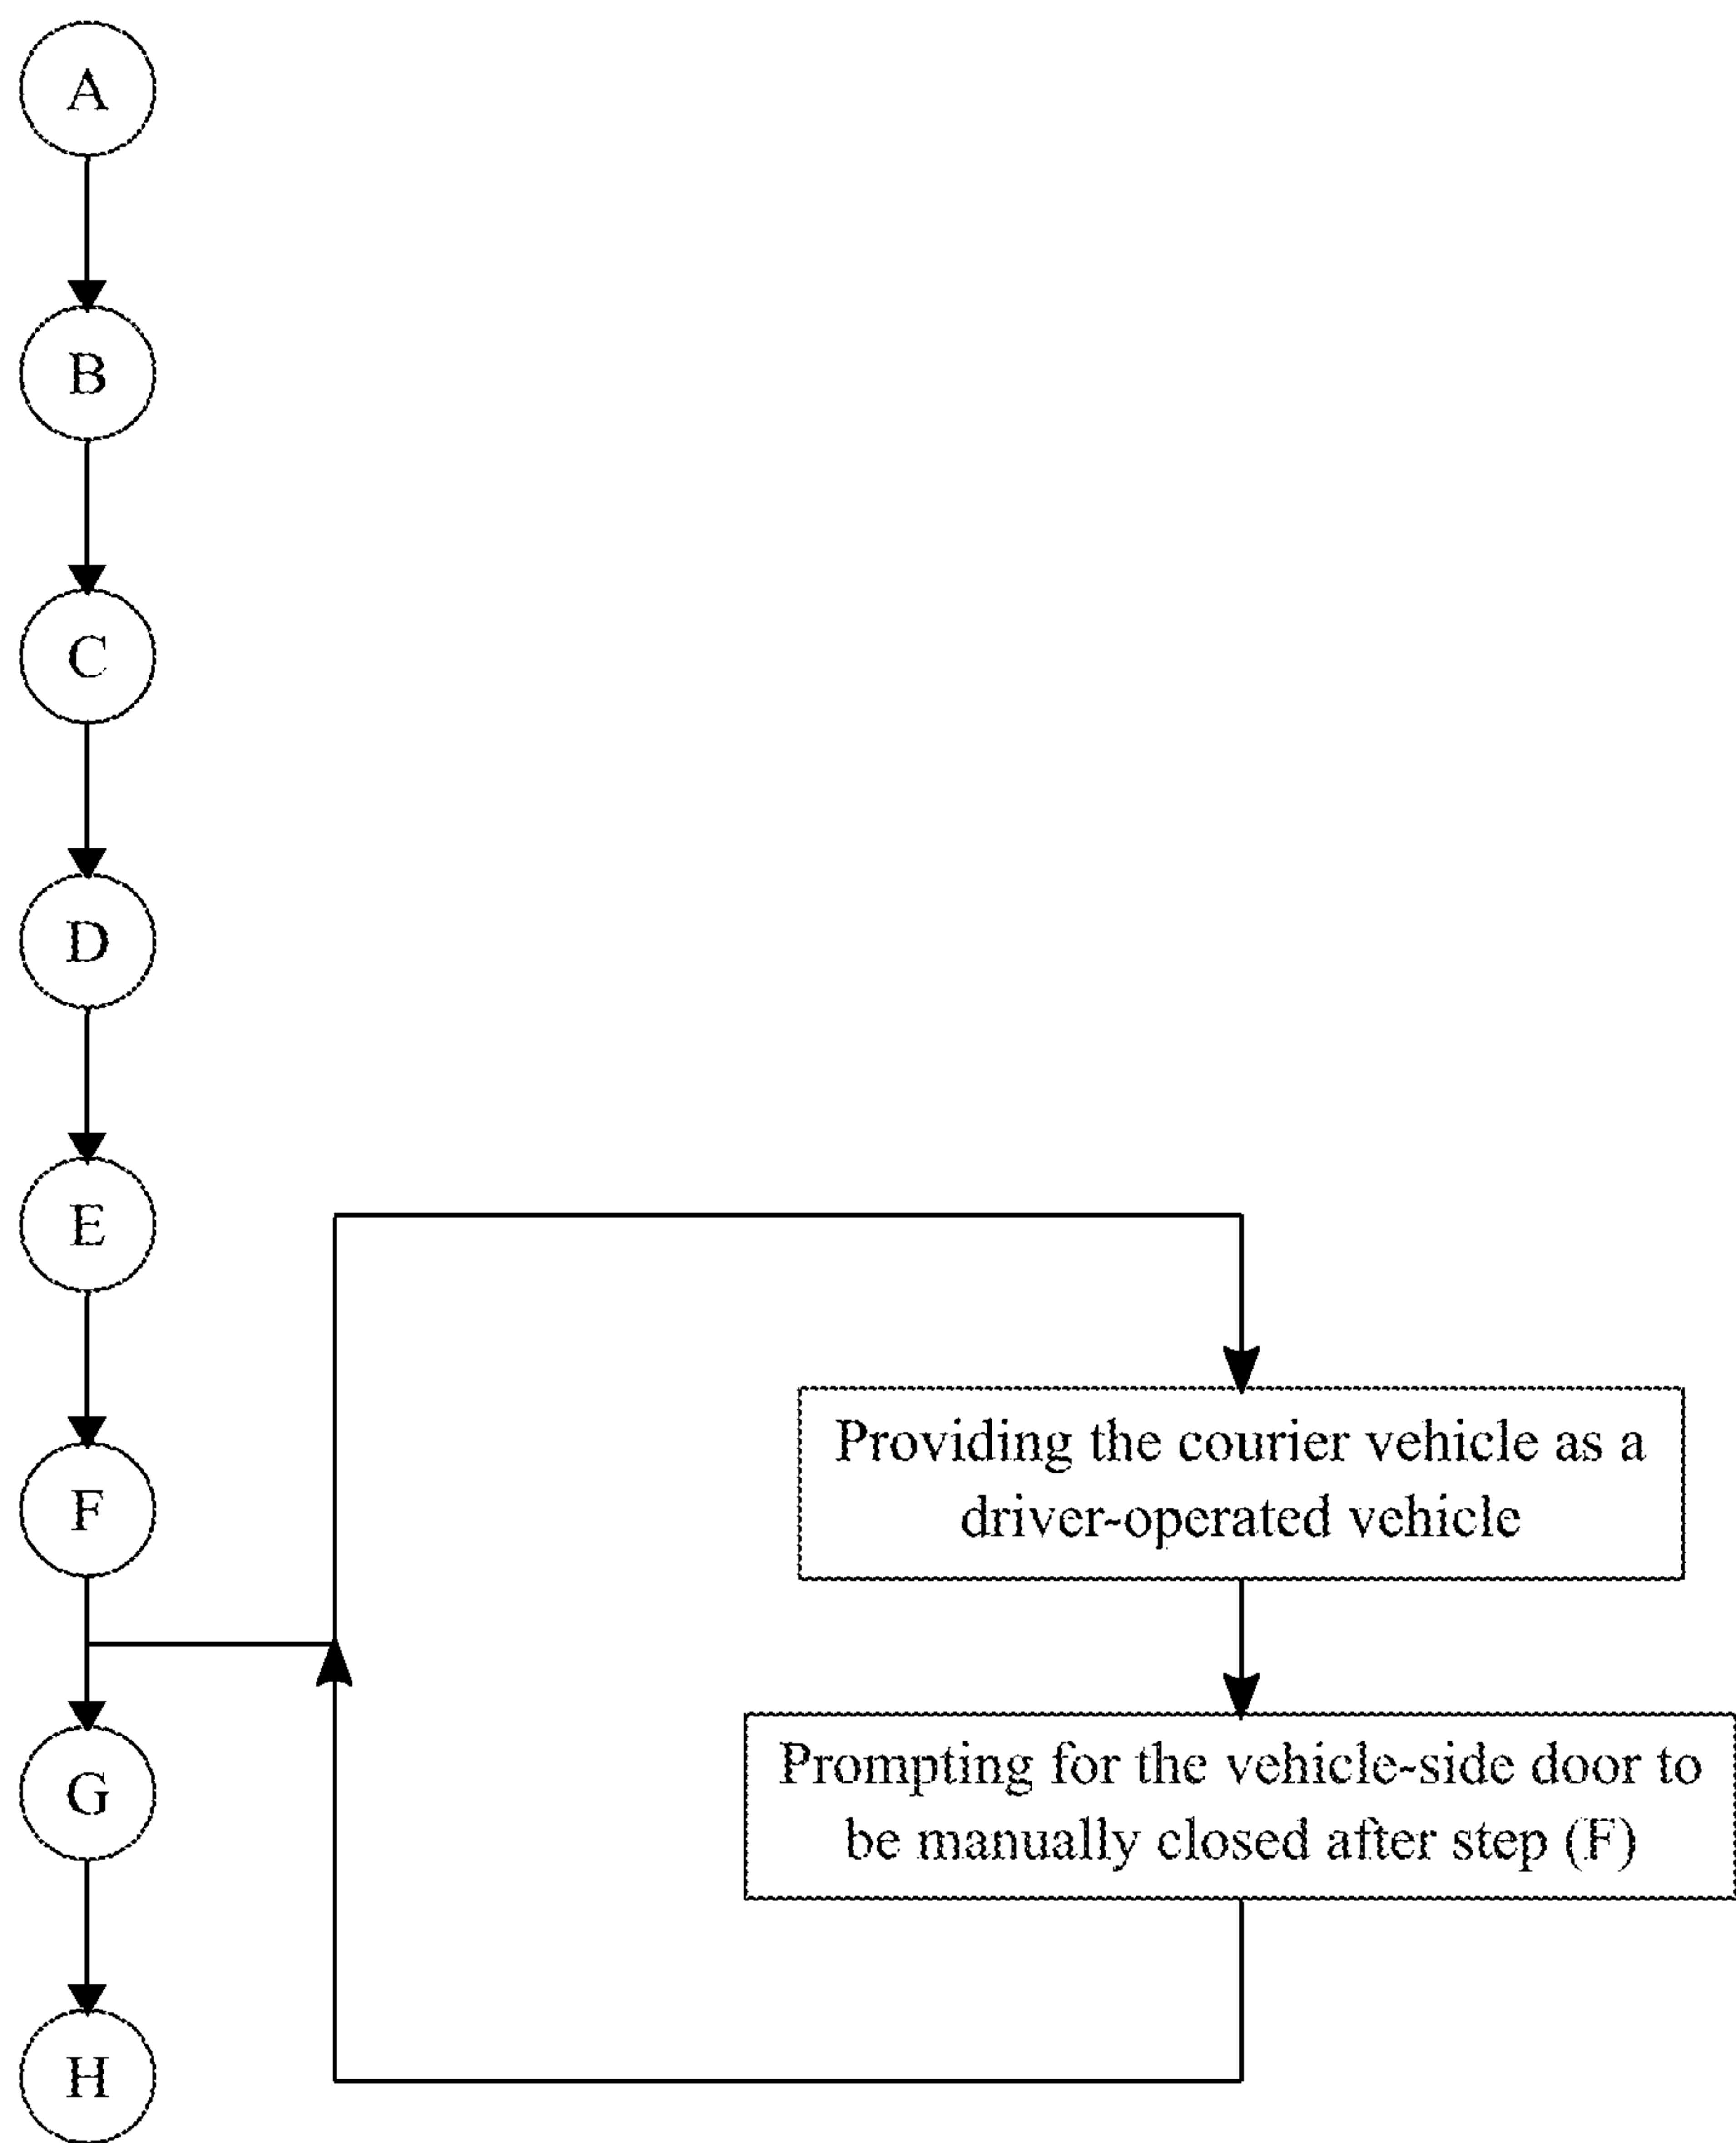 A
B
C
D
E
F
Providing the courier vehicle as a
driver-operated vehicle
Prompting for the vehicle-side door to
be manually closed after step (F)
G
H